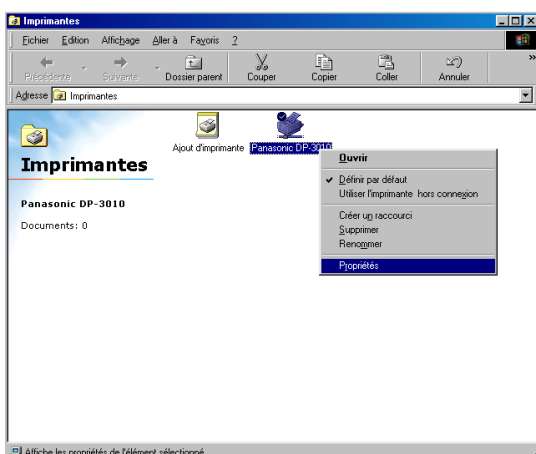 Imprimantes
Fichier Edition Affichage Aller à Favoris ?
Précédente Suivante Dossier parent Couper Copier Coller Annuler »
Adresse Imprimantes
Ajout d'imprimante Panasonic DP-3010
Imprimantes
Panasonic DP-3010
Documents: 0
Ouvrir
Définir par défaut
Utiliser l'imprimante hors connexion
Créer un raccourci
Supprimer
Renommer
Propriétés
Affiche les propriétés de l'élément sélectionné